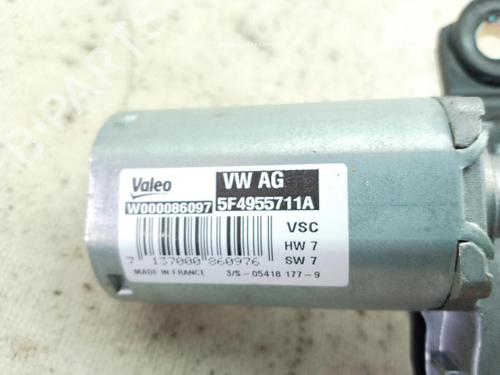 Valeo
VW AG
W000086097
5F4955711A
VSC
HW 7
SW 7
7 137000 860976
MADE IN FRANCE
3/S - 05418 177 - 9
B-PARTS